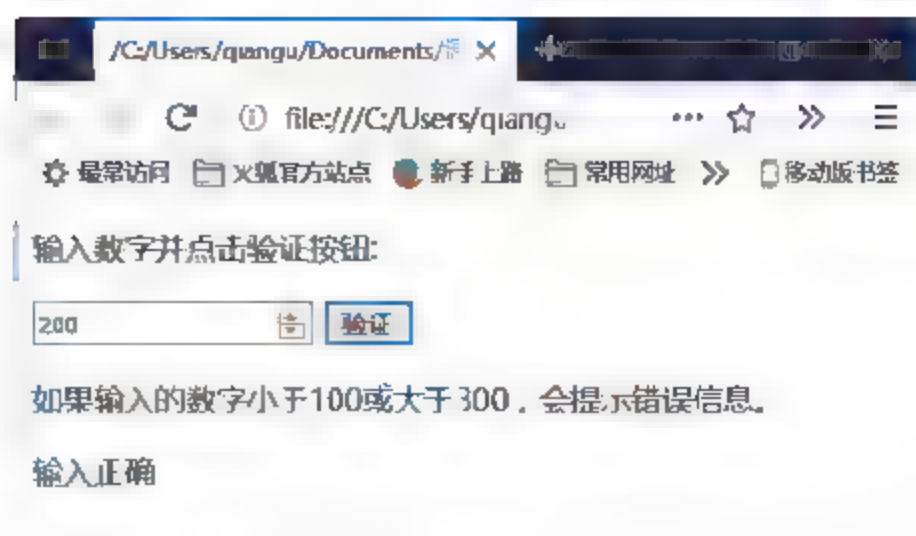 /C:/Users/qiangu/Documents/
file:///C:/Users/qiangu
最常访问 火狐官方站点 新手上路 常用网址 移动版书签
输入数字并点击验证按钮:
200 验证
如果输入的数字小于100或大于300，会提示错误信息。
输入正确